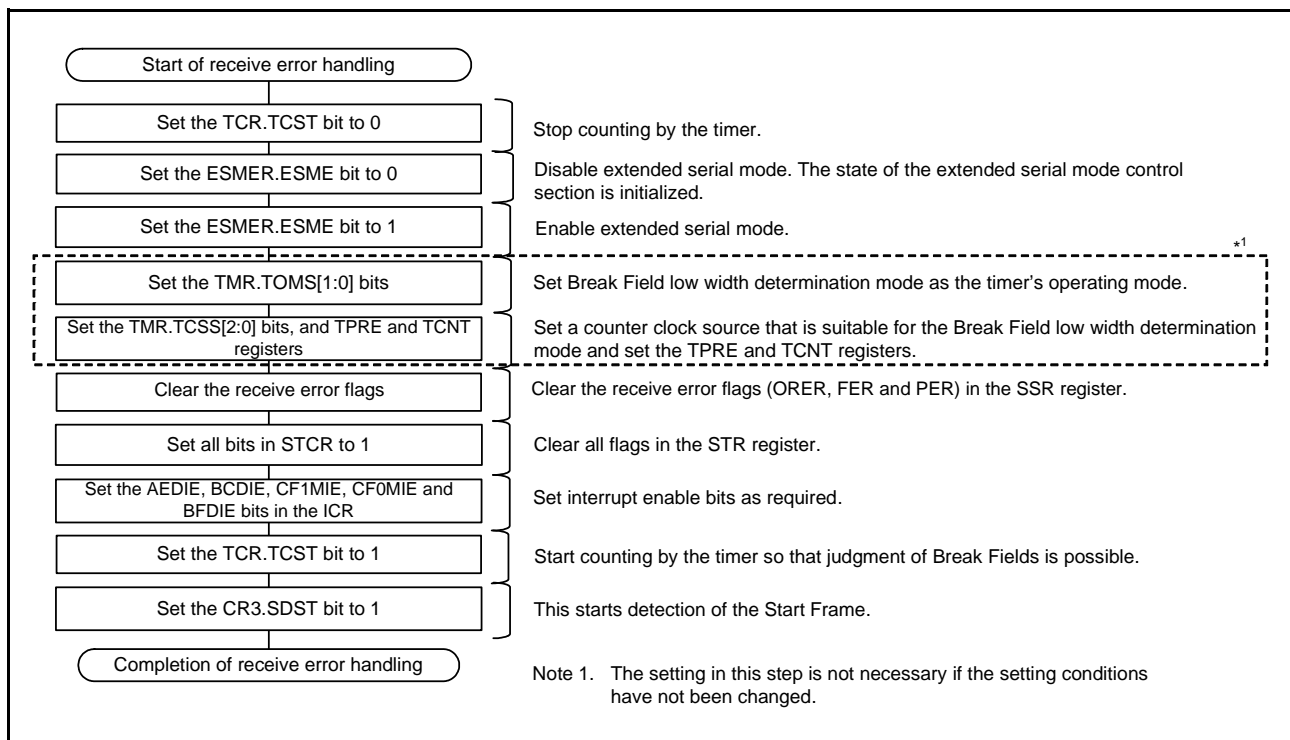 Start of receive error handling
Set the TCR.TCST bit to 0
Stop counting by the timer.
Set the ESMER.ESME bit to 0
Disable extended serial mode. The state of the extended serial mode control
section is initialized.
Set the ESMER.ESME bit to 1
Enable extended serial mode.
*1
Set the TMR.TOMS[1:0] bits
Set Break Field low width determination mode as the timer's operating mode.
Set the TMR.TCSS[2:0] bits, and TPRE and TCNT
registers
Set a counter clock source that is suitable for the Break Field low width determination
mode and set the TPRE and TCNT registers.
Clear the receive error flags
Clear the receive error flags (ORER, FER and PER) in the SSR register.
Set all bits in STCR to 1
Clear all flags in the STR register.
Set the AEDIE, BCDIE, CF1MIE, CF0MIE and
BFDIE bits in the ICR
Set interrupt enable bits as required.
Set the TCR.TCST bit to 1
Start counting by the timer so that judgment of Break Fields is possible.
Set the CR3.SDST bit to 1
This starts detection of the Start Frame.
Completion of receive error handling
Note 1. The setting in this step is not necessary if the setting conditions
have not been changed.